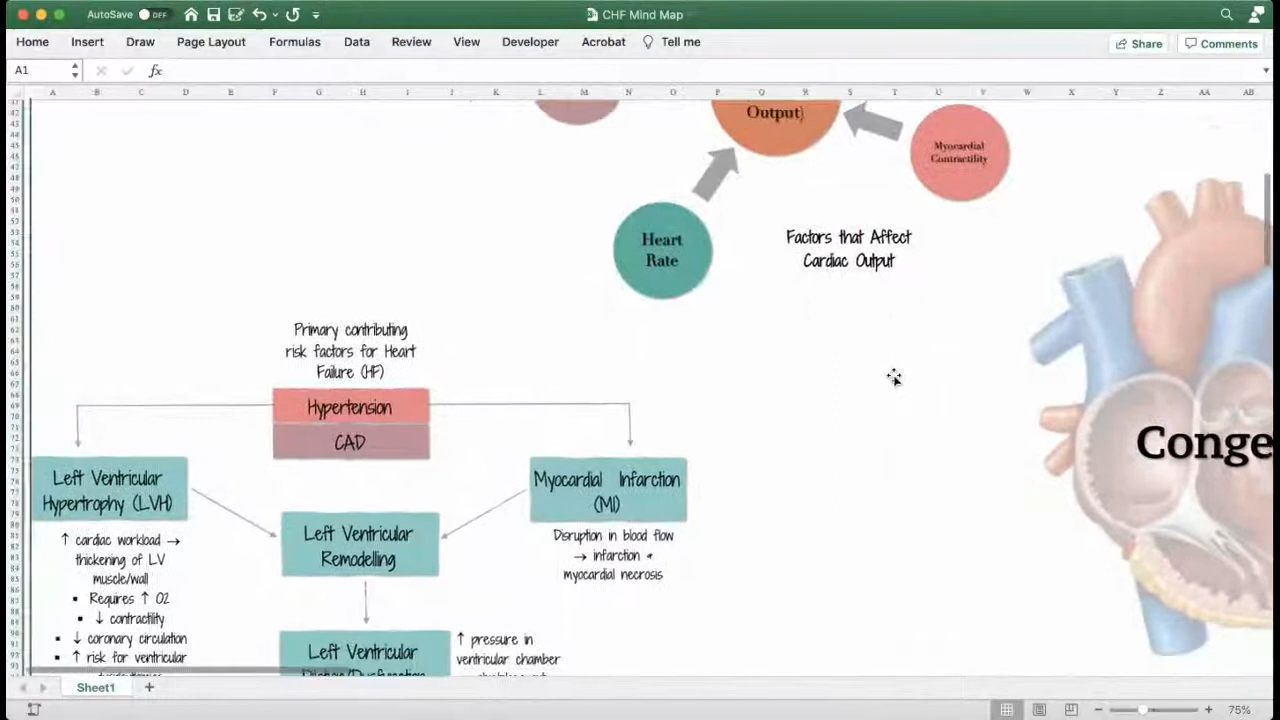 AutoSave OFF
CHF Mind Map
Home Insert Draw Page Layout Formulas Data Review View Developer Acrobat Tell me
Share Comments
A1 fx
A B C D E F G H I J K L M N O P Q R S T U V W X Y Z AA AB
Output)
Myocardial
Contractility
Heart
Rate
Factors that Affect
Cardiac Output
Primary contributing
risk factors for Heart
Failure (HF)
Hypertension
CAD
Left Ventricular
Hypertrophy (LVH)
Myocardial Infarction
(MI)
Left Ventricular
Remodelling
↑ cardiac workload →
thickening of LV
muscle/wall
▪ Requires ↑ O2
▪ ↓ contractility
▪ ↓ coronary circulation
▪ ↑ risk for ventricular
Disruption in blood flow
→ infarction &
myocardial necrosis
Left Ventricular
↑ pressure in
ventricular chamber
Conge
Sheet1
75%